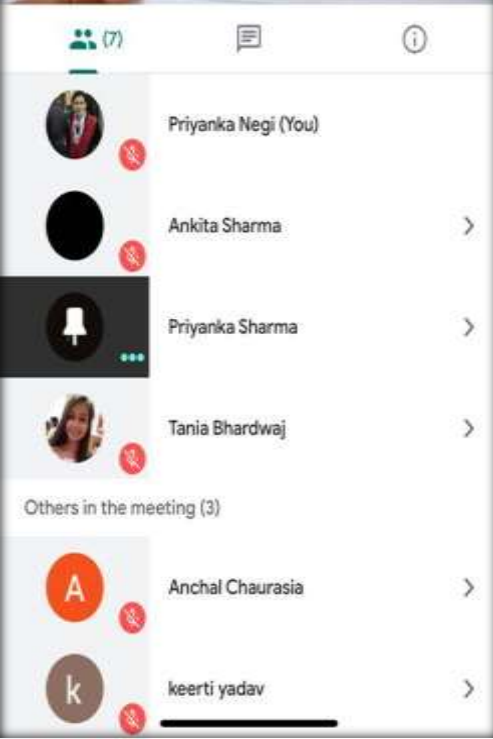 (7)
Priyanka Negi (You)
Ankita Sharma
Priyanka Sharma
Tania Bhardwaj
Others in the meeting (3)
A
Anchal Chaurasia
k
keerti yadav